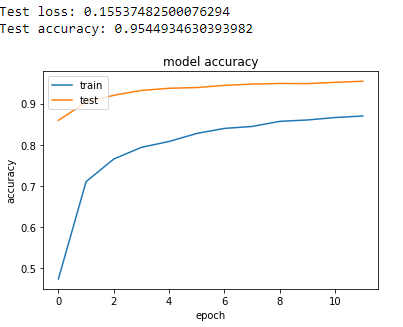 Test loss: 0.15537482500076294
Test accuracy: 0.9544934630393982
model accuracy
train
test
0.9
0.8
0.7
0.6
0.5
accuracy
0 2 4 6 8 10
epoch